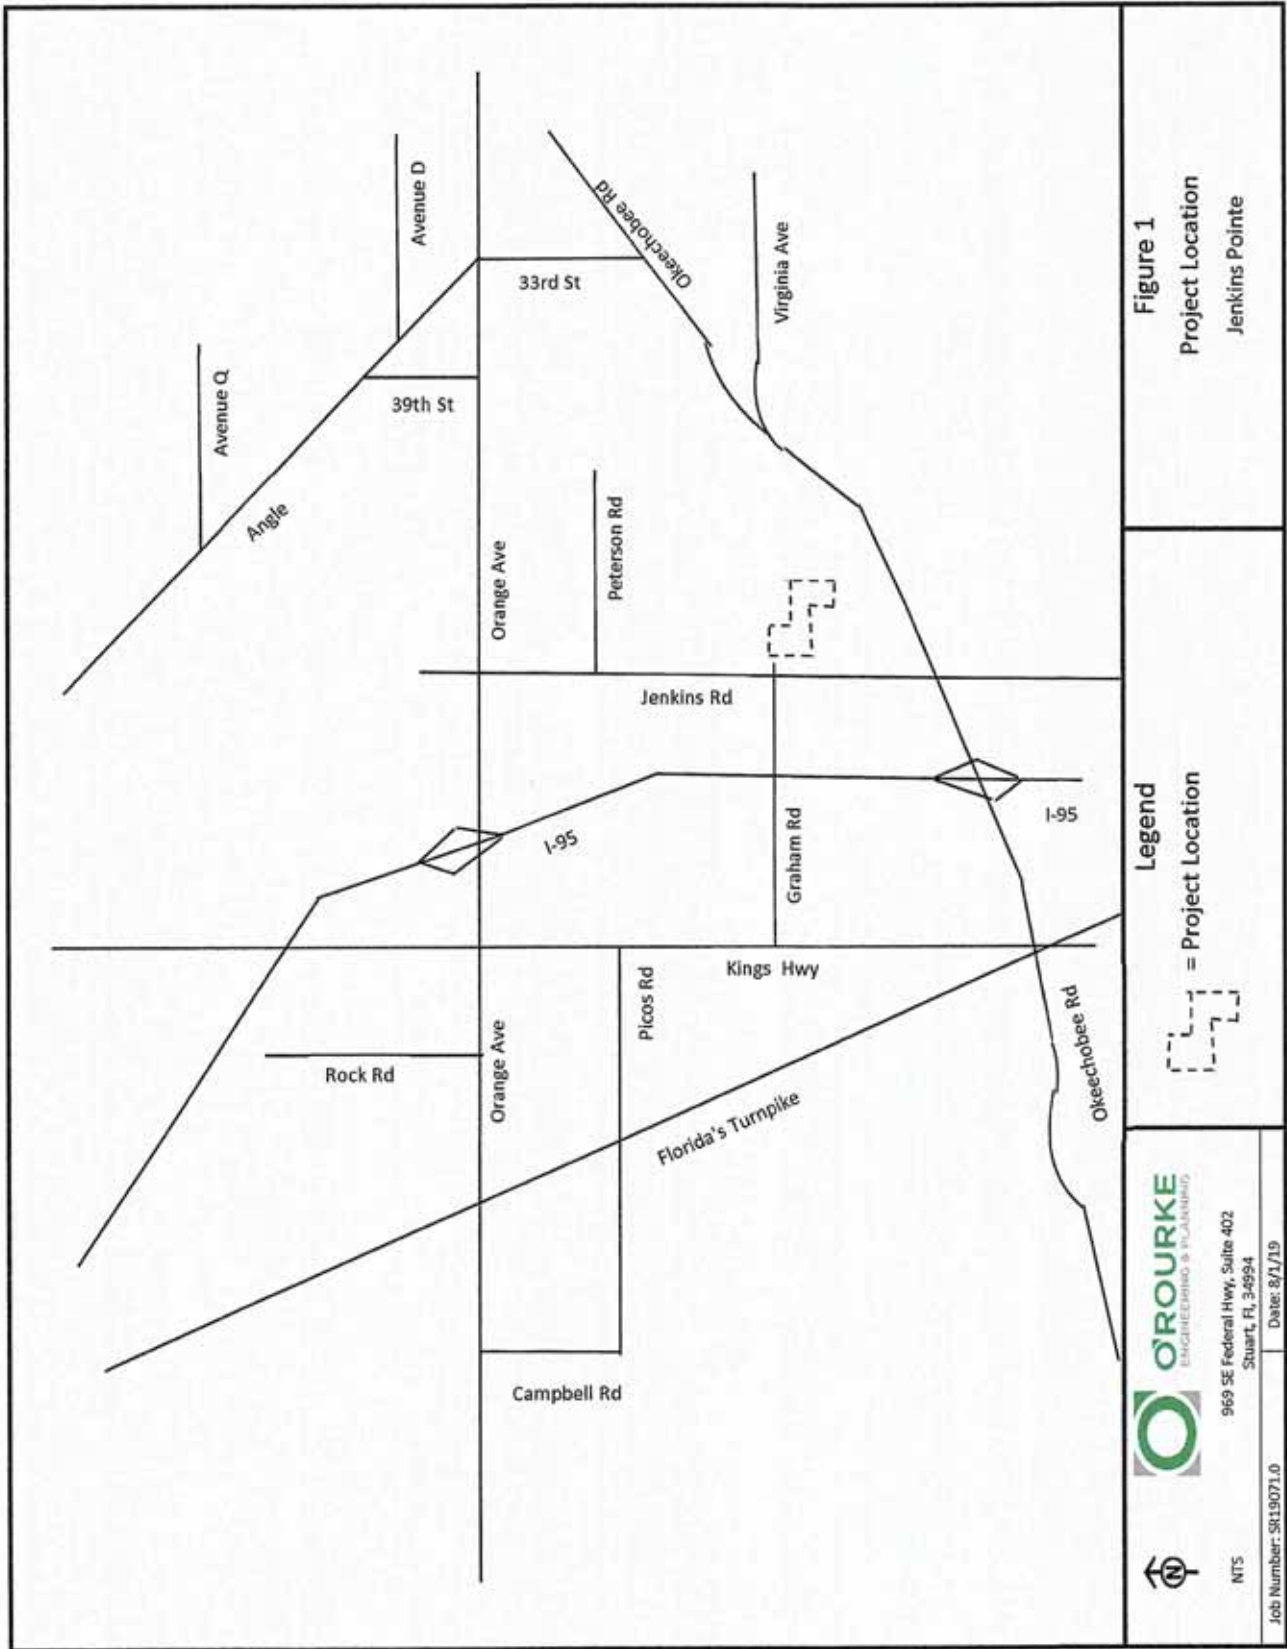 Avenue Q
Avenue D
Angle
39th St
33rd St
Okeechobee Rd
Virginia Ave
Rock Rd
Orange Ave
Orange Ave
I-95
Peterson Rd
Campbell Rd
Picos Rd
Jenkins Rd
Kings Hwy
Graham Rd
Florida's Turnpike
I-95
Okeechobee Rd
NTS
O'ROURKE
ENGINEERING & PLANNING
969 SE Federal Hwy, Suite 402
Stuart, Fl, 34994
Job Number: SR19071.0
Date: 8/1/19
Legend
= Project Location
Figure 1
Project Location
Jenkins Pointe
N